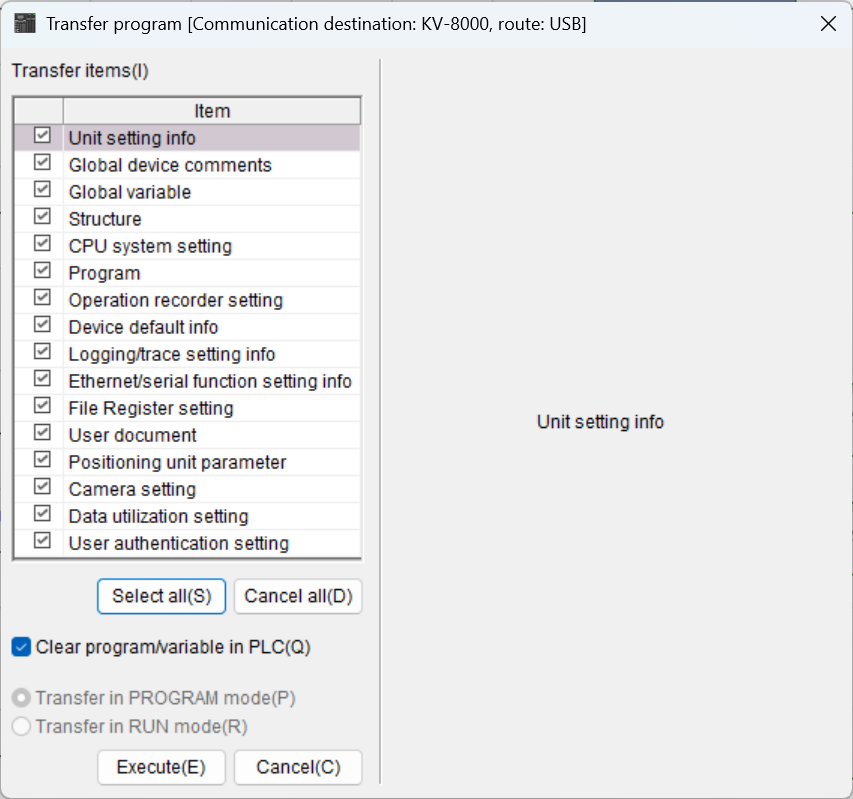 Transfer program [Communication destination: KV-8000, route: USB]
Transfer items(I)
Item
Unit setting info
Global device comments
Global variable
Structure
CPU system setting
Program
Operation recorder setting
Device default info
Logging/trace setting info
Ethernet/serial function setting info
File Register setting
User document
Positioning unit parameter
Camera setting
Data utilization setting
User authentication setting
Select all(S) Cancel all(D)
Clear program/variable in PLC(Q)
Transfer in PROGRAM mode(P)
Transfer in RUN mode(R)
Execute(E) Cancel(C)
Unit setting info